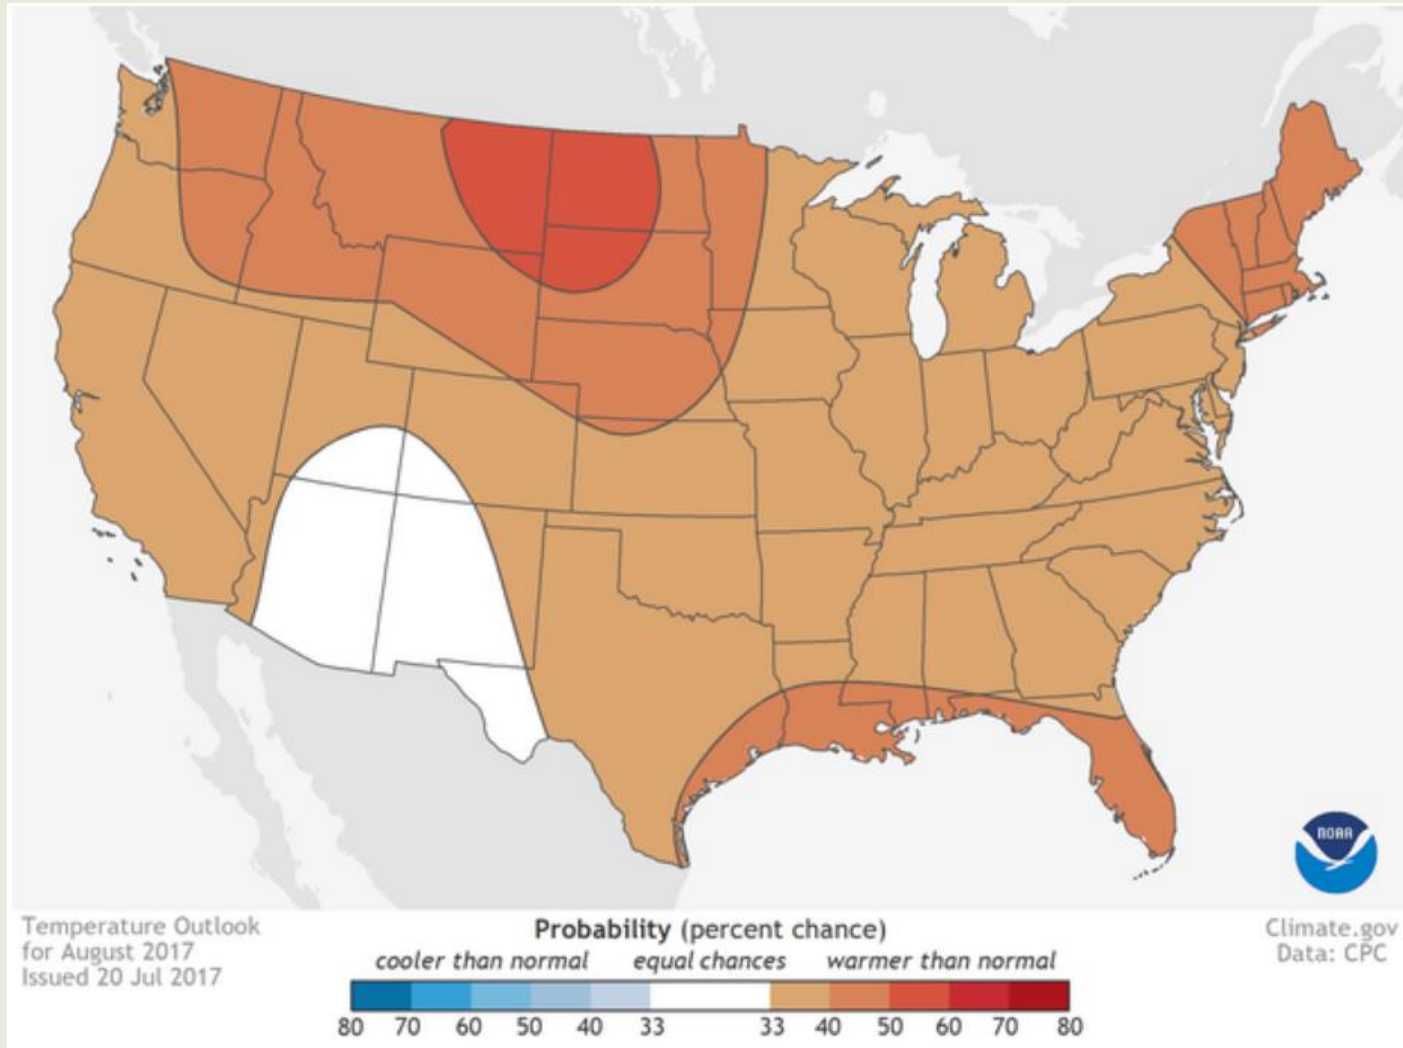 NOAA
Temperature Outlook
for August 2017
Issued 20 Jul 2017
Probability (percent chance)
cooler than normal equal chances warmer than normal
80 70 60 50 40 33 33 40 50 60 70 80
Climate.gov
Data: CPC